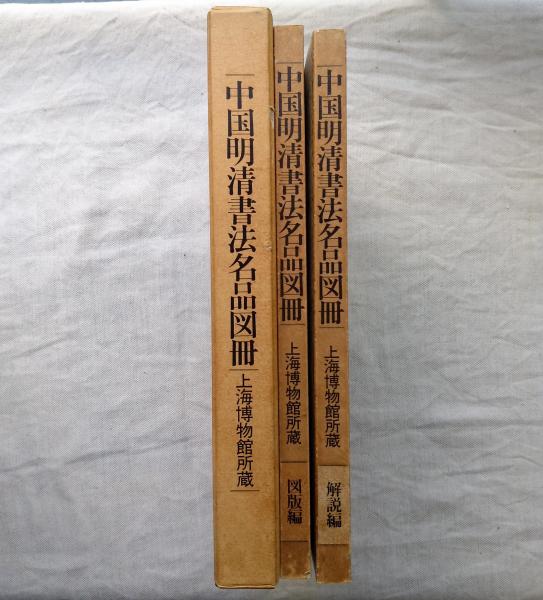 中国明清書法名品図冊
上海博物館所蔵
中国明清書法名品図冊
上海博物館所蔵
図版編
中国明清書法名品図冊
上海博物館所蔵
解説編